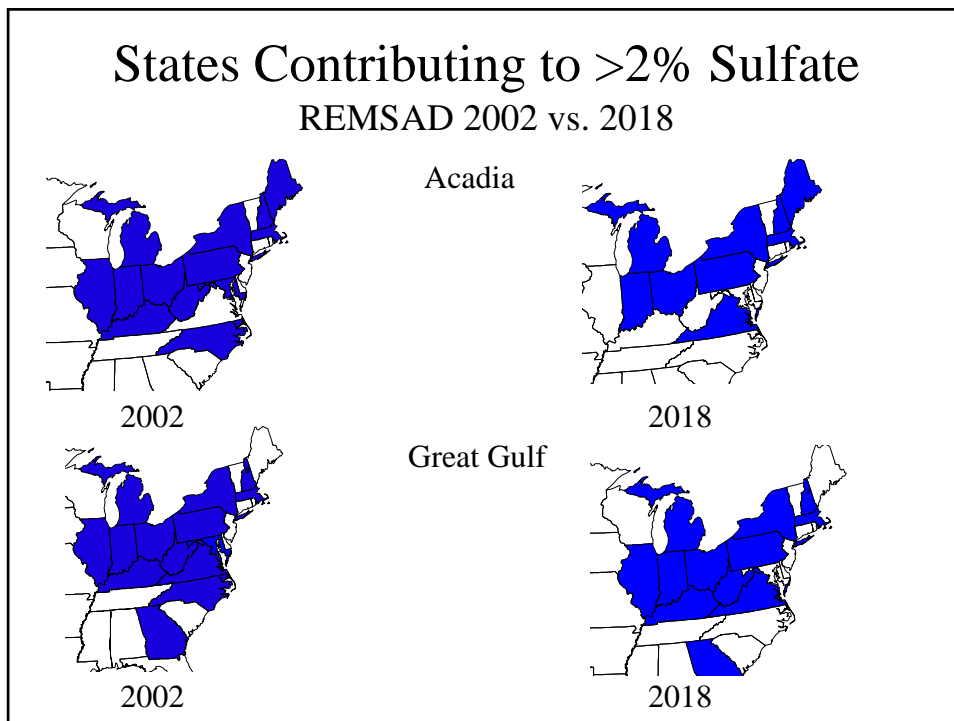 States Contributing to >2% Sulfate
REMSAD 2002 vs. 2018
Acadia
2002
2018
Great Gulf
2002
2018